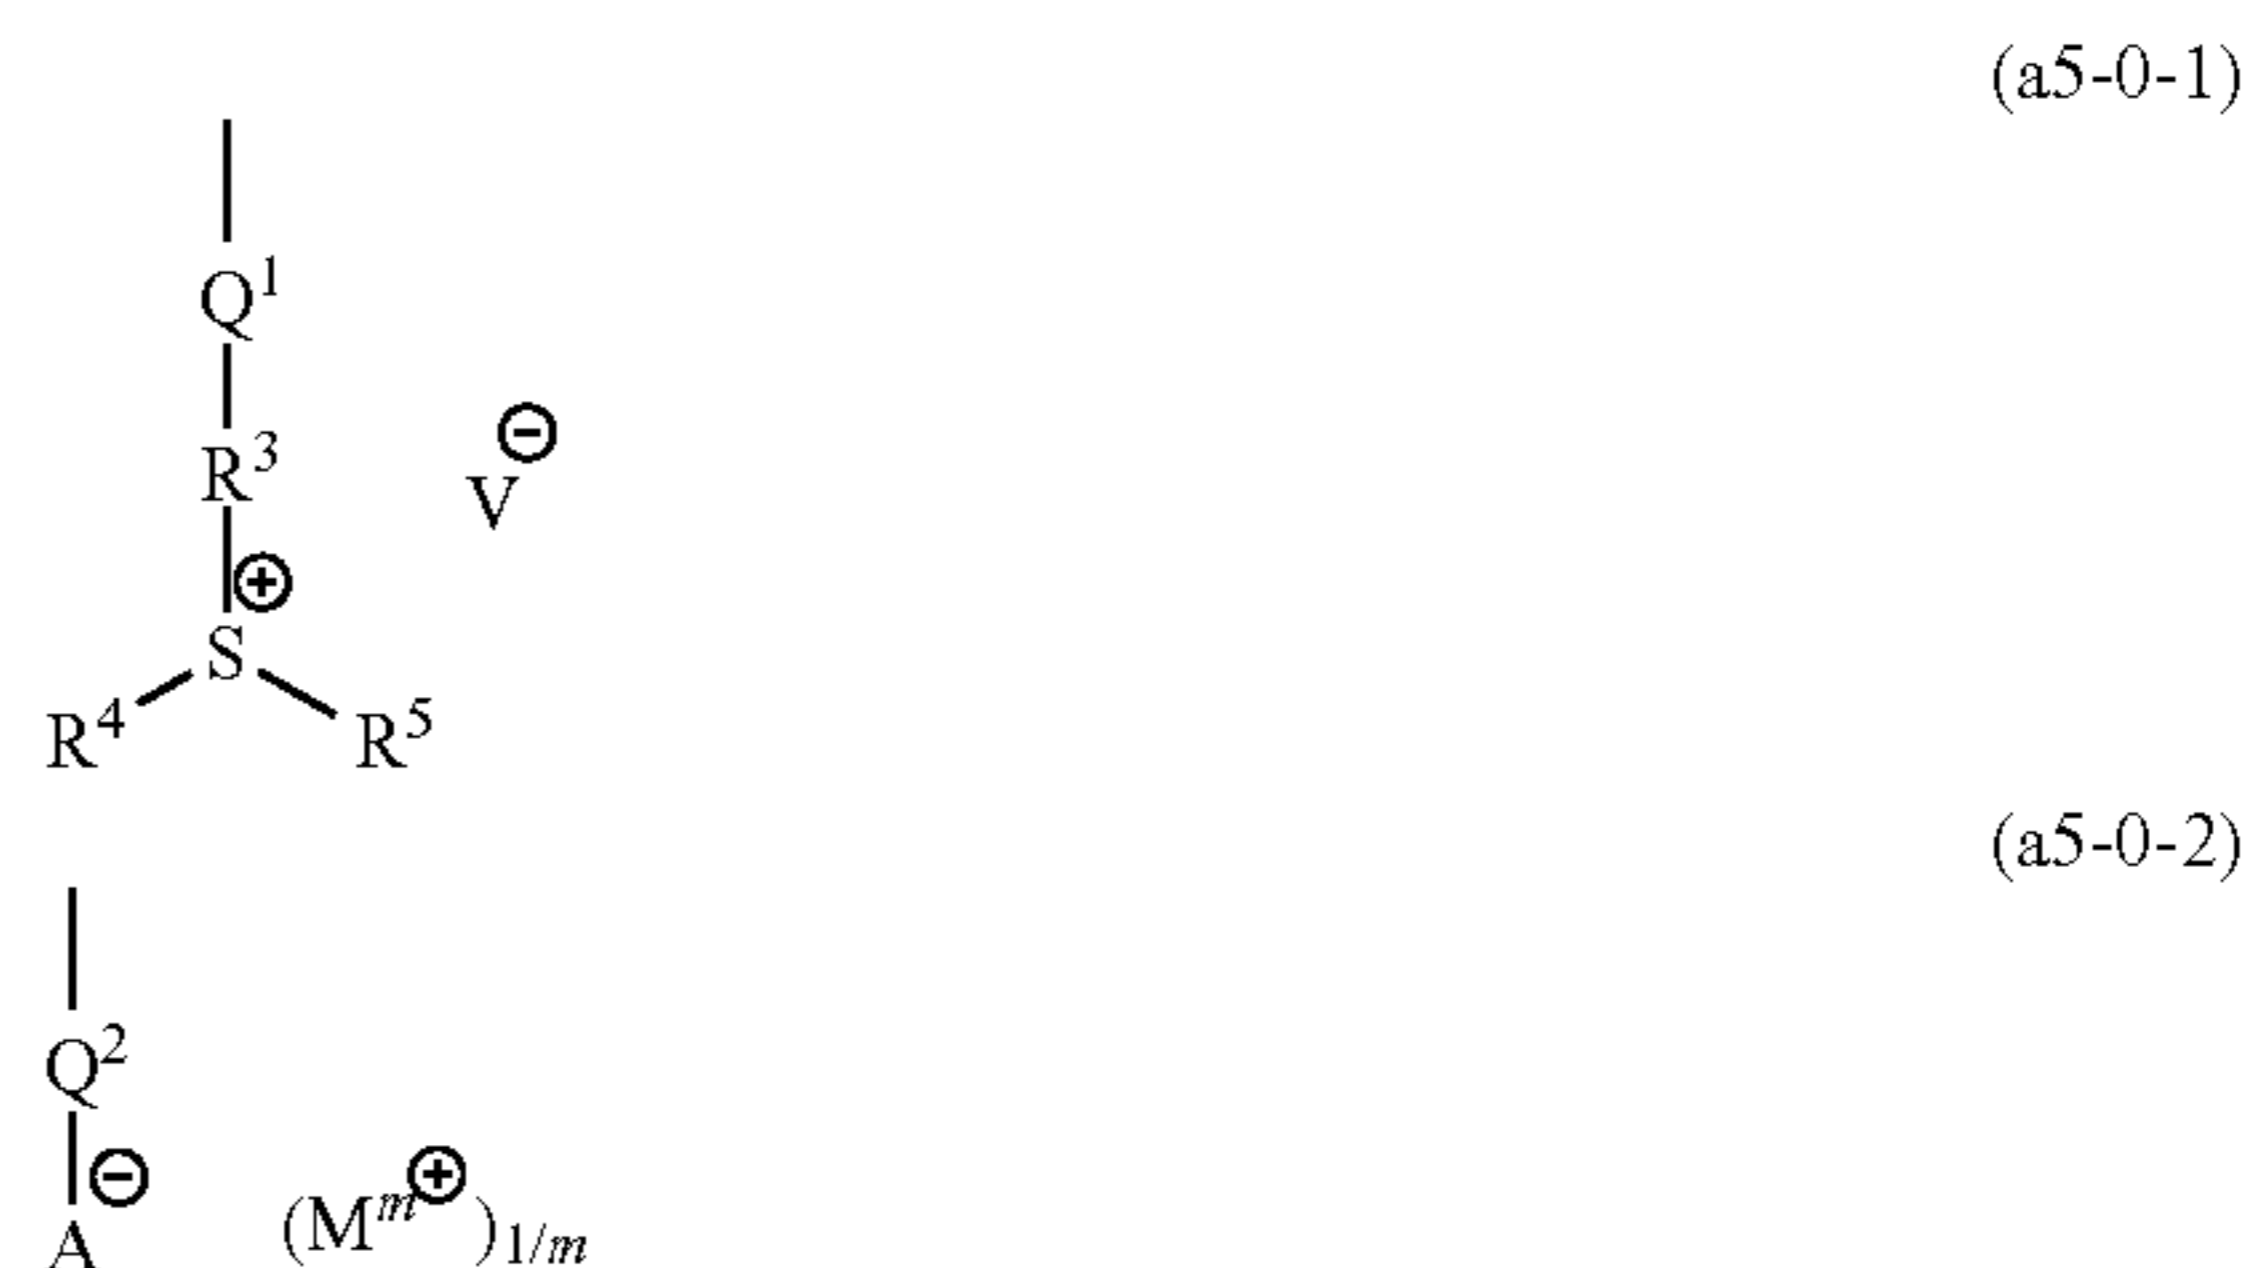 (a5-0-1)
Q¹
R³
⊖
V
⊕
S
R⁴ R⁵
(a5-0-2)
Q²
⊖ ⊕
A (Mᵐ )1/m